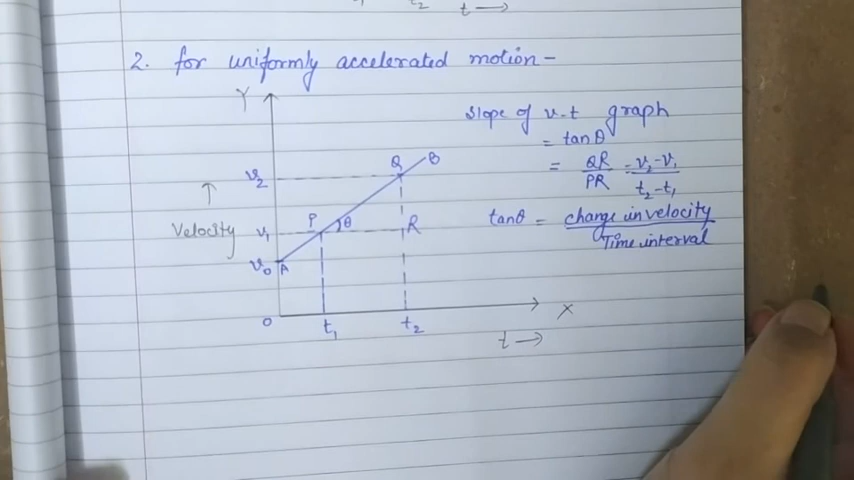 t₂ t →
2. for uniformly accelerated motion –
Y
Slope of v-t graph
= tanθ
= QR/PR = v₂-v₁/t₂-t₁
tanθ = change in velocity/Time interval
Q B
v₂
↑
Velocity v₁ P θ R
v₀ A
O t₁ t₂ X
t →